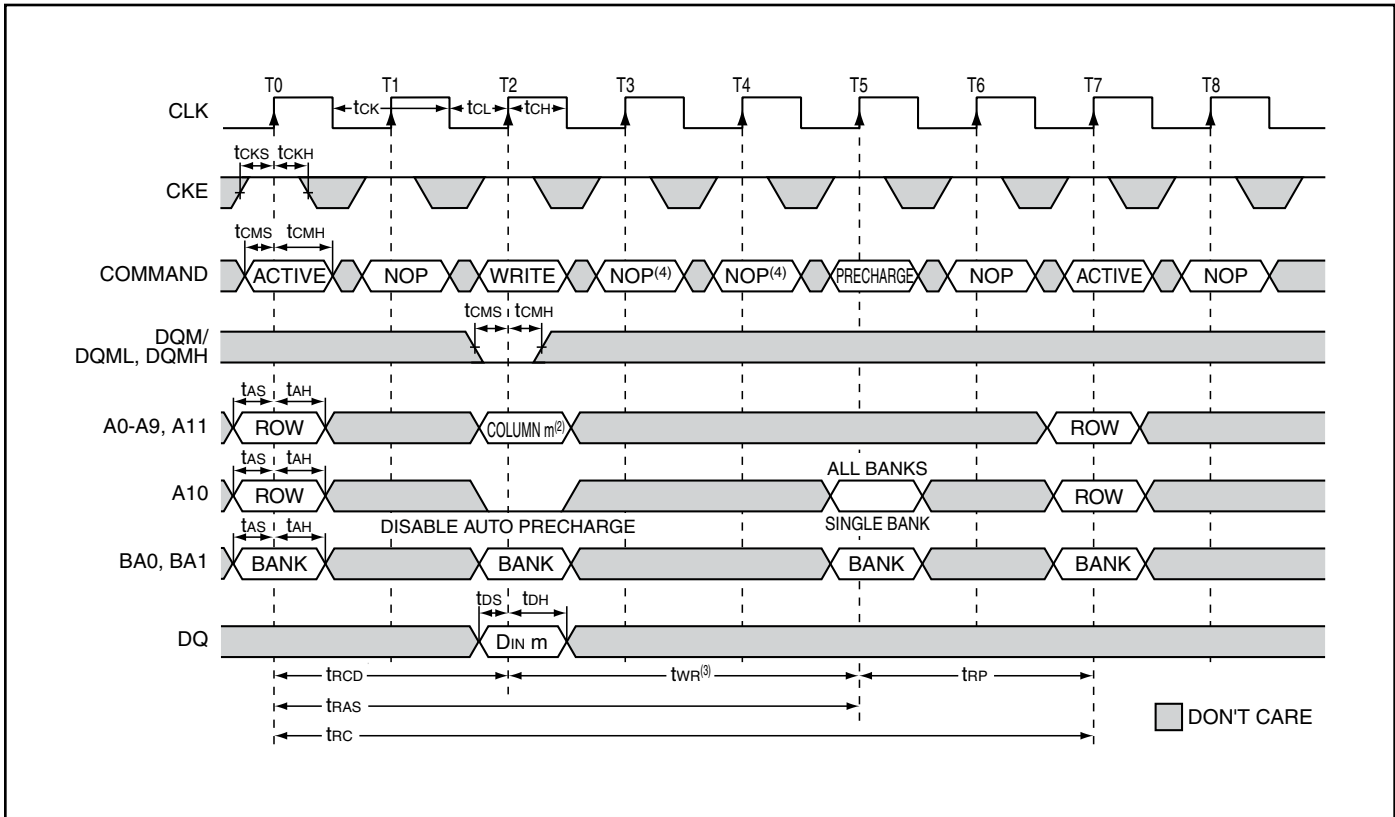 T0 T1 T2 T3 T4 T5 T6 T7 T8
CLK tCK tCL tCH
tCKS tCKH
CKE
tCMS tCMH
COMMAND ACTIVE NOP WRITE NOP(4) NOP(4) PRECHARGE NOP ACTIVE NOP
tCMS tCMH
DQM/
DQML, DQMH
tAS tAH
A0-A9, A11 ROW COLUMN m(2) ROW
tAS tAH ALL BANKS
A10 ROW ROW
tAS tAH DISABLE AUTO PRECHARGE SINGLE BANK
BA0, BA1 BANK BANK BANK BANK
tDS tDH
DQ DIN m
tRCD tWR(3) tRP
tRAS
DON'T CARE
tRC